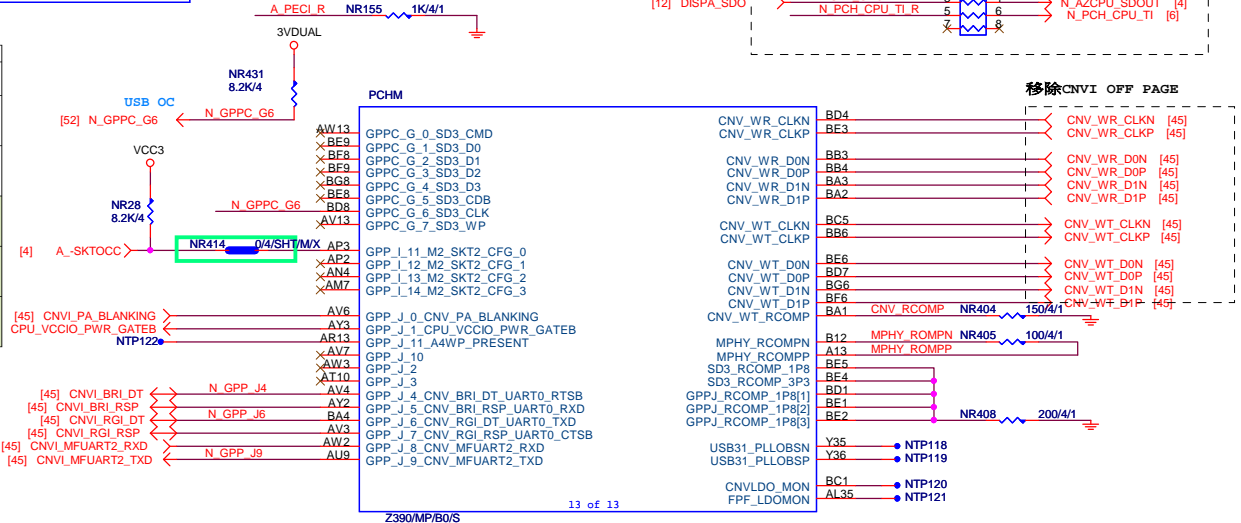 A_PECI_R NR155 1K/4/1
[12] DISPA_SDO
N_AZCPU_SDOUT [4]
N_PCH_CPU_TI_R 5 6 N_PCH_CPU_TI [6]
7 8
3VDUAL
NR431
8.2K/4
USB OC
[52] N_GPPC_G6 N_GPPC_G6
VCC3
NR28
8.2K/4
N_GPPC_G6
[4] A_-SKTOCC NR414 0/4/SHT/M/X
[45] CNVI_PA_BLANKING
CPU_VCCIO_PWR_GATEB
NTP122
[45] CNVI_BRI_DT N_GPP_J4
[45] CNVI_BRI_RSP
[45] CNVI_RGI_DT N_GPP_J6
[45] CNVI_RGI_RSP
[45] CNVI_MFUART2_RXD
[45] CNVI_MFUART2_TXD N_GPP_J9
PCHM
AW13 GPPC_G_0_SD3_CMD
BE9 GPPC_G_1_SD3_D0
BF8 GPPC_G_2_SD3_D1
BF9 GPPC_G_3_SD3_D2
BG8 GPPC_G_4_SD3_D3
BE8 GPPC_G_5_SD3_CDB
BD8 GPPC_G_6_SD3_CLK
AV13 GPPC_G_7_SD3_WP
AP3 GPP_I_11_M2_SKT2_CFG_0
AP2 GPP_I_12_M2_SKT2_CFG_1
AN4 GPP_I_13_M2_SKT2_CFG_2
AM7 GPP_I_14_M2_SKT2_CFG_3
AV6 GPP_J_0_CNV_PA_BLANKING
AY3 GPP_J_1_CPU_VCCIO_PWR_GATEB
AR13 GPP_J_11_A4WP_PRESENT
AV7 GPP_J_10
AW3 GPP_J_2
AT10 GPP_J_3
AV4 GPP_J_4_CNV_BRI_DT_UART0_RTSB
AY2 GPP_J_5_CNV_BRI_RSP_UART0_RXD
BA4 GPP_J_6_CNV_RGI_DT_UART0_TXD
AV3 GPP_J_7_CNV_RGI_RSP_UART0_CTSB
AW2 GPP_J_8_CNV_MFUART2_RXD
AU9 GPP_J_9_CNV_MFUART2_TXD
13 of 13
Z390/MP/B0/S
移除CNVI OFF PAGE
CNV_WR_CLKN BD4 CNV_WR_CLKN [45]
CNV_WR_CLKP BE3 CNV_WR_CLKP [45]
CNV_WR_D0N BB3 CNV_WR_D0N [45]
CNV_WR_D0P BB4 CNV_WR_D0P [45]
CNV_WR_D1N BA3 CNV_WR_D1N [45]
CNV_WR_D1P BA2 CNV_WR_D1P [45]
CNV_WT_CLKN BC5 CNV_WT_CLKN [45]
CNV_WT_CLKP BB6 CNV_WT_CLKP [45]
CNV_WT_D0N BE6 CNV_WT_D0N [45]
CNV_WT_D0P BD7 CNV_WT_D0P [45]
CNV_WT_D1N BG6 CNV_WT_D1N [45]
CNV_WT_D1P BF6 CNV_WT_D1P [45]
CNV_WT_RCOMP BA1 CNV_RCOMP NR404 150/4/1
MPHY_RCOMPN B12 MPHY_ROMPN NR405 100/4/1
MPHY_RCOMPP A13 MPHY_ROMPP
SD3_RCOMP_1P8 BE5
SD3_RCOMP_3P3 BE4
GPPJ_RCOMP_1P8[1] BD1
GPPJ_RCOMP_1P8[2] BE1
GPPJ_RCOMP_1P8[3] BE2 NR408 200/4/1
USB31_PLLOBSN Y35 NTP118
USB31_PLLOBSP Y36 NTP119
CNVLDO_MON BC1 NTP120
FPF_LDOMON AL35 NTP121